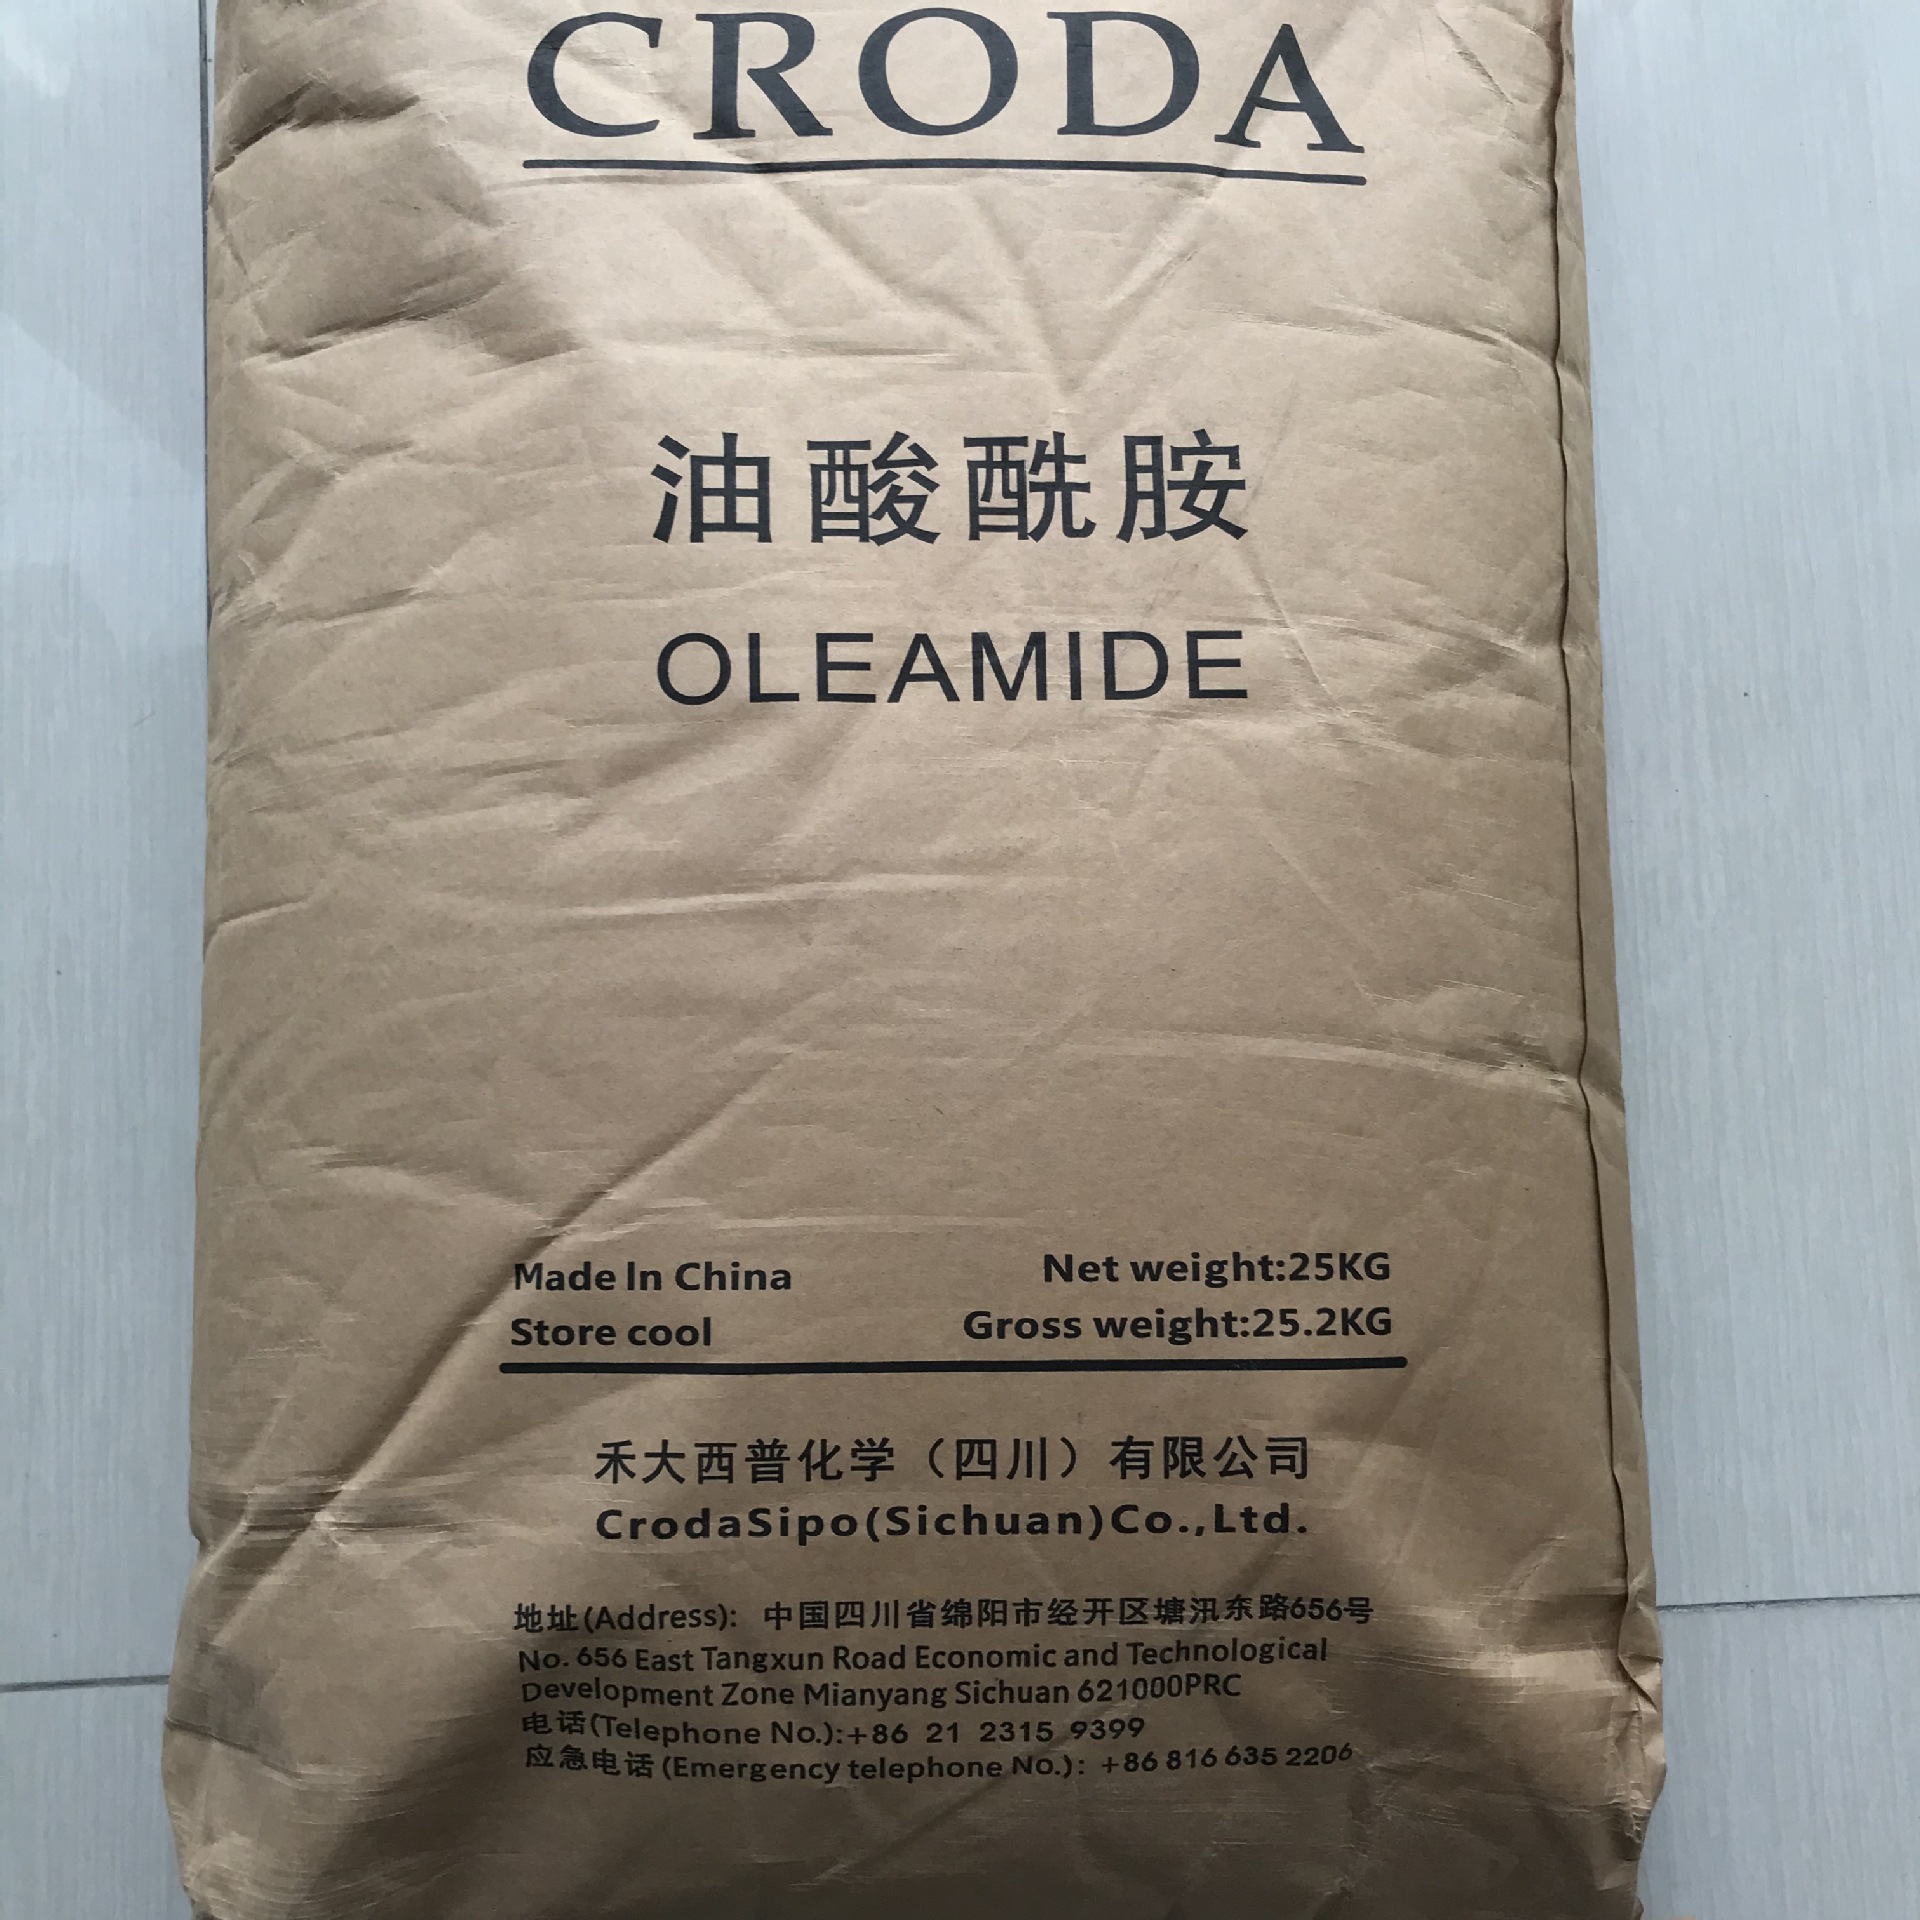 CRODA
油酸酰胺
OLEAMIDE
Made In China
Net weight:25KG
Store cool
Gross weight:25.2KG
禾大西普化学（四川）有限公司
CrodaSipo(Sichuan)Co.,Ltd.
地址(Address): 中国四川省绵阳市经开区塘汛东路656号
No. 656 East Tangxun Road Economic and Technological
Development Zone Mianyang Sichuan 621000PRC
电话(Telephone No.):+86 21 2315 9399
应急电话(Emergency telephone No.): +86 816 635 2206